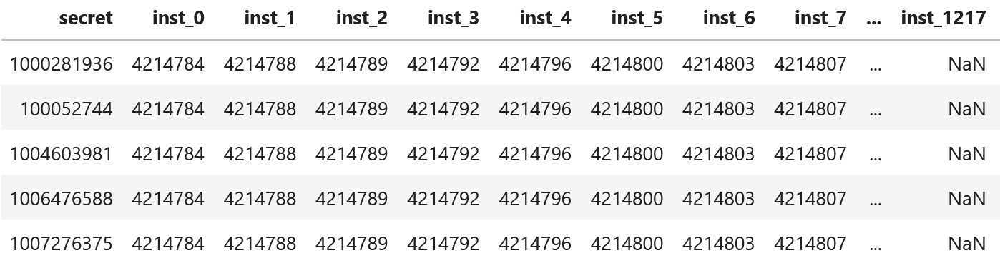 secret inst_0 inst_1 inst_2 inst_3 inst_4 inst_5 inst_6 inst_7 ... inst_1217
1000281936 4214784 4214788 4214789 4214792 4214796 4214800 4214803 4214807 ... NaN
100052744 4214784 4214788 4214789 4214792 4214796 4214800 4214803 4214807 ... NaN
1004603981 4214784 4214788 4214789 4214792 4214796 4214800 4214803 4214807 ... NaN
1006476588 4214784 4214788 4214789 4214792 4214796 4214800 4214803 4214807 ... NaN
1007276375 4214784 4214788 4214789 4214792 4214796 4214800 4214803 4214807 ... NaN